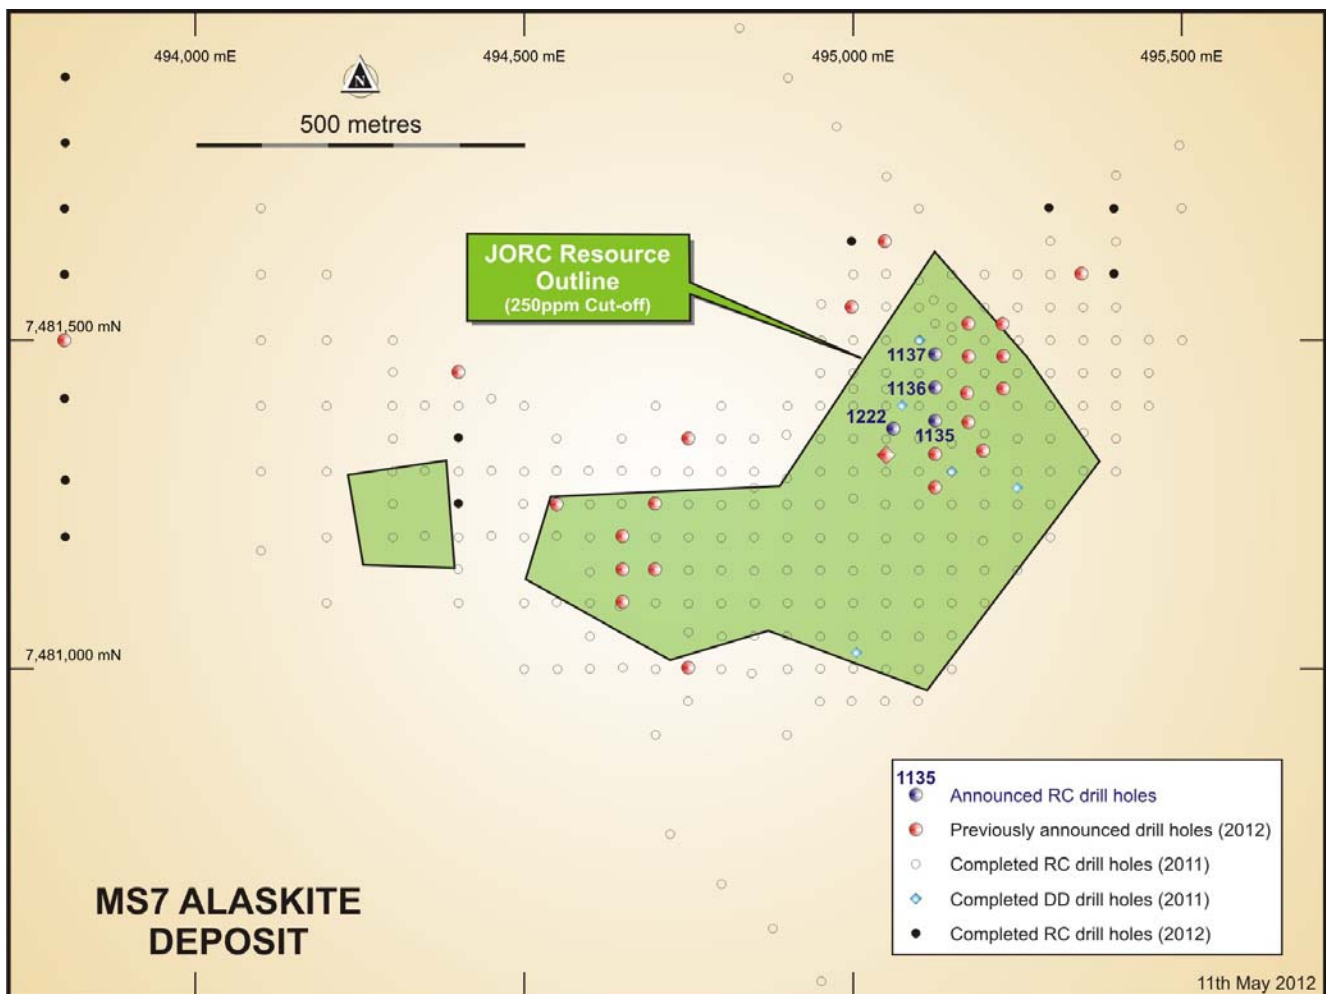 494,000 mE
494,500 mE
495,000 mE
495,500 mE
N
500 metres
JORC Resource
Outline
(250ppm Cut-off)
7,481,500 mN
1137
1136
1222
1135
7,481,000 mN
1135
Announced RC drill holes
Previously announced drill holes (2012)
Completed RC drill holes (2011)
Completed DD drill holes (2011)
Completed RC drill holes (2012)
MS7 ALASKITE
DEPOSIT
11th May 2012